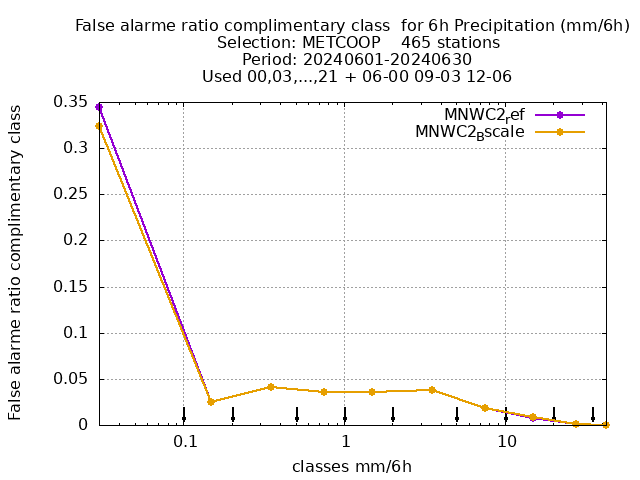 False alarme ratio complimentary class  for 6h Precipitation (mm/6h)
Selection: METCOOP    465 stations
Period: 20240601-20240630
Used 00,03,...,21 + 06-00 09-03 12-06
MNWC2ref
MNWC2Bscale
False alarme ratio complimentary class
0.35
0.3
0.25
0.2
0.15
0.1
0.05
0
0.1
1
10
classes mm/6h